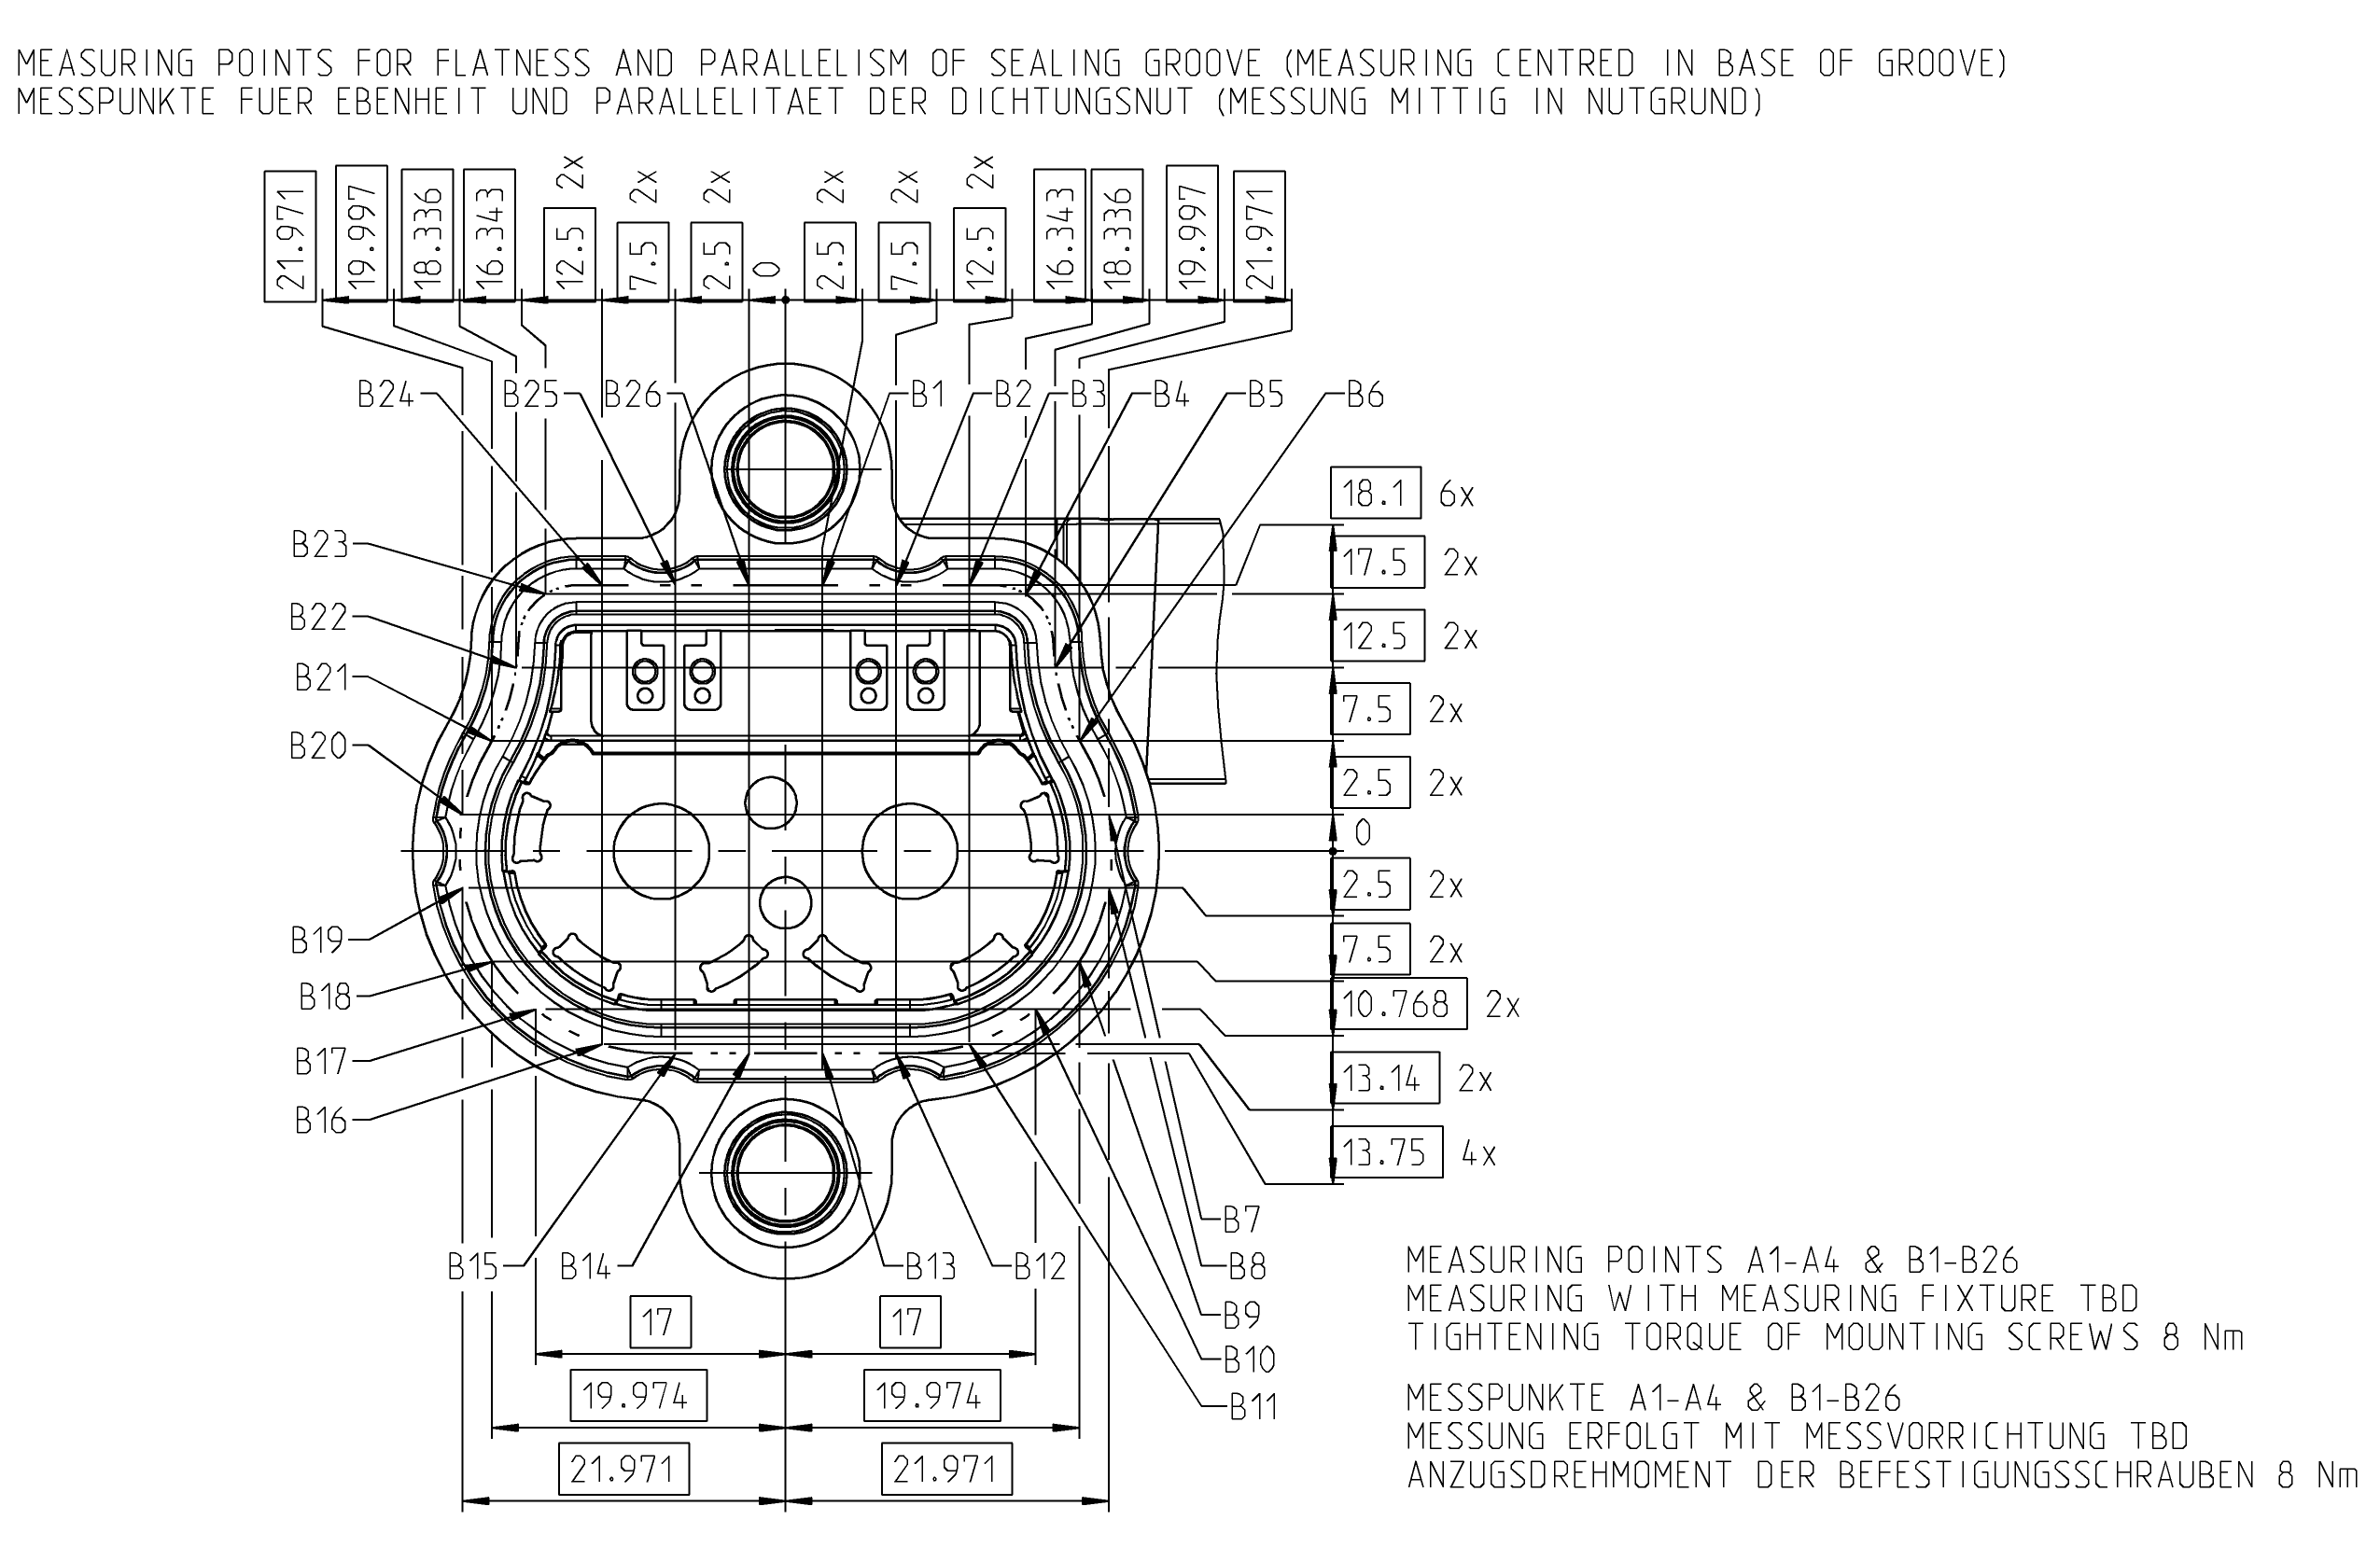 MEASURING POINTS FOR FLATNESS AND PARALLELISM OF SEALING GROOVE (MEASURING CENTRED IN BASE OF GROOVE)
MESSPUNKTE FUER EBENHEIT UND PARALLELITAET DER DICHTUNGSNUT (MESSUNG MITTIG IN NUTGRUND)
21.971
19.997
18.336
16.343
12.5 2x
7.5 2x
2.5 2x
0
2.5 2x
7.5 2x
12.5 2x
16.343
18.336
19.997
21.971
B24
B25
B26
B1
B2
B3
B4
B5
B6
18.1 6x
B23
17.5 2x
B22
12.5 2x
B21
7.5 2x
B20
2.5 2x
0
2.5 2x
B19
7.5 2x
B18
10.768 2x
B17
13.14 2x
B16
13.75 4x
B7
B15
B14
B13
B12
B8
B9
B10
B11
17
17
19.974
19.974
21.971
21.971
MEASURING POINTS A1-A4 & B1-B26
MEASURING WITH MEASURING FIXTURE TBD
TIGHTENING TORQUE OF MOUNTING SCREWS 8 Nm
MESSPUNKTE A1-A4 & B1-B26
MESSUNG ERFOLGT MIT MESSVORRICHTUNG TBD
ANZUGSDREHMOMENT DER BEFESTIGUNGSSCHRAUBEN 8 Nm